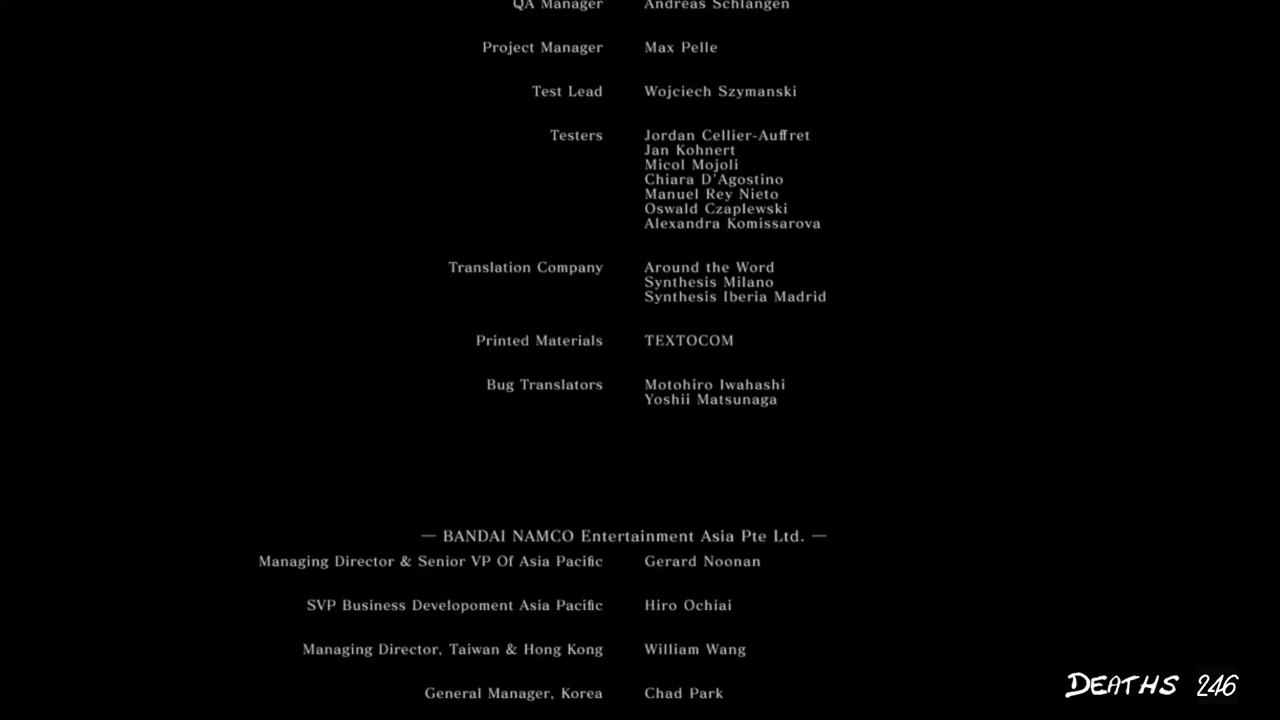 QA Manager Andreas Schlangen
Project Manager Max Pelle
Test Lead Wojciech Szymanski
Testers Jordan Cellier-Auffret
Jan Kohnert
Micol Mojoli
Chiara D'Agostino
Manuel Rey Nieto
Oswald Czaplewski
Alexandra Komissarova
Translation Company Around the Word
Synthesis Milano
Synthesis Iberia Madrid
Printed Materials TEXTOCOM
Bug Translators Motohiro Iwahashi
Yoshii Matsunaga
— BANDAI NAMCO Entertainment Asia Pte Ltd. —
Managing Director & Senior VP Of Asia Pacific Gerard Noonan
SVP Business Developoment Asia Pacific Hiro Ochiai
Managing Director, Taiwan & Hong Kong William Wang
General Manager, Korea Chad Park
DEATHS 246